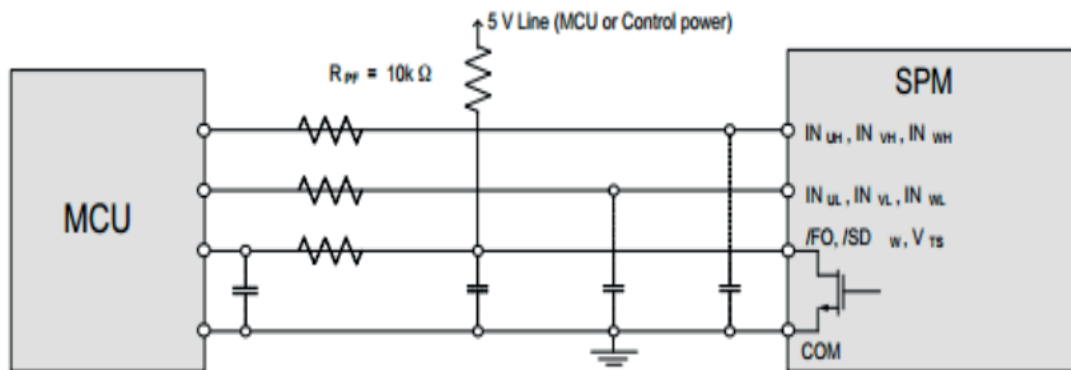 5 V Line (MCU or Control power)
R PF = 10k Ω
SPM
IN UH , IN VH , IN WH
MCU
IN UL , IN VL , IN WL
/FO, /SD W , V TS
COM